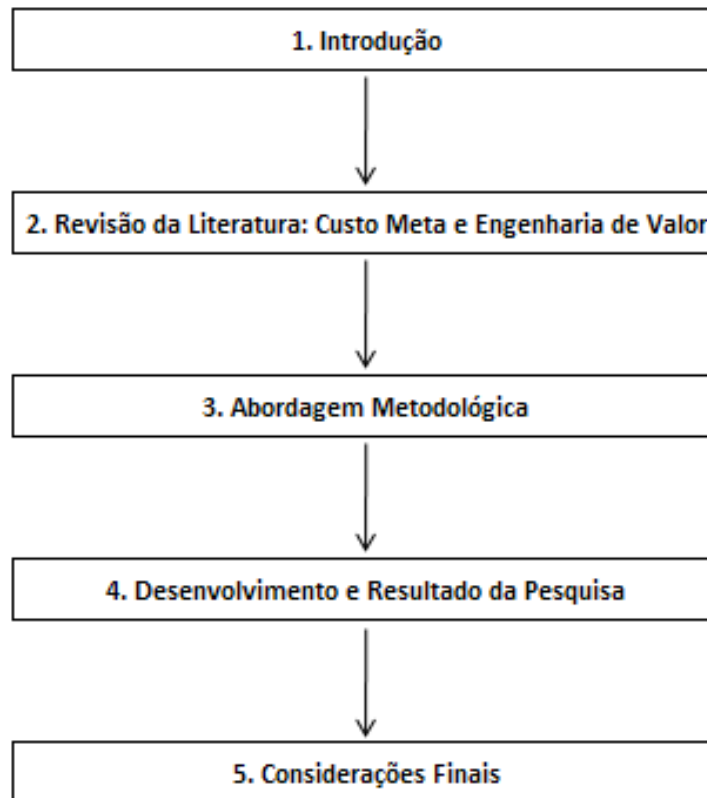 1. Introdução
2. Revisão da Literatura: Custo Meta e Engenharia de Valor
3. Abordagem Metodológica
4. Desenvolvimento e Resultado da Pesquisa
5. Considerações Finais